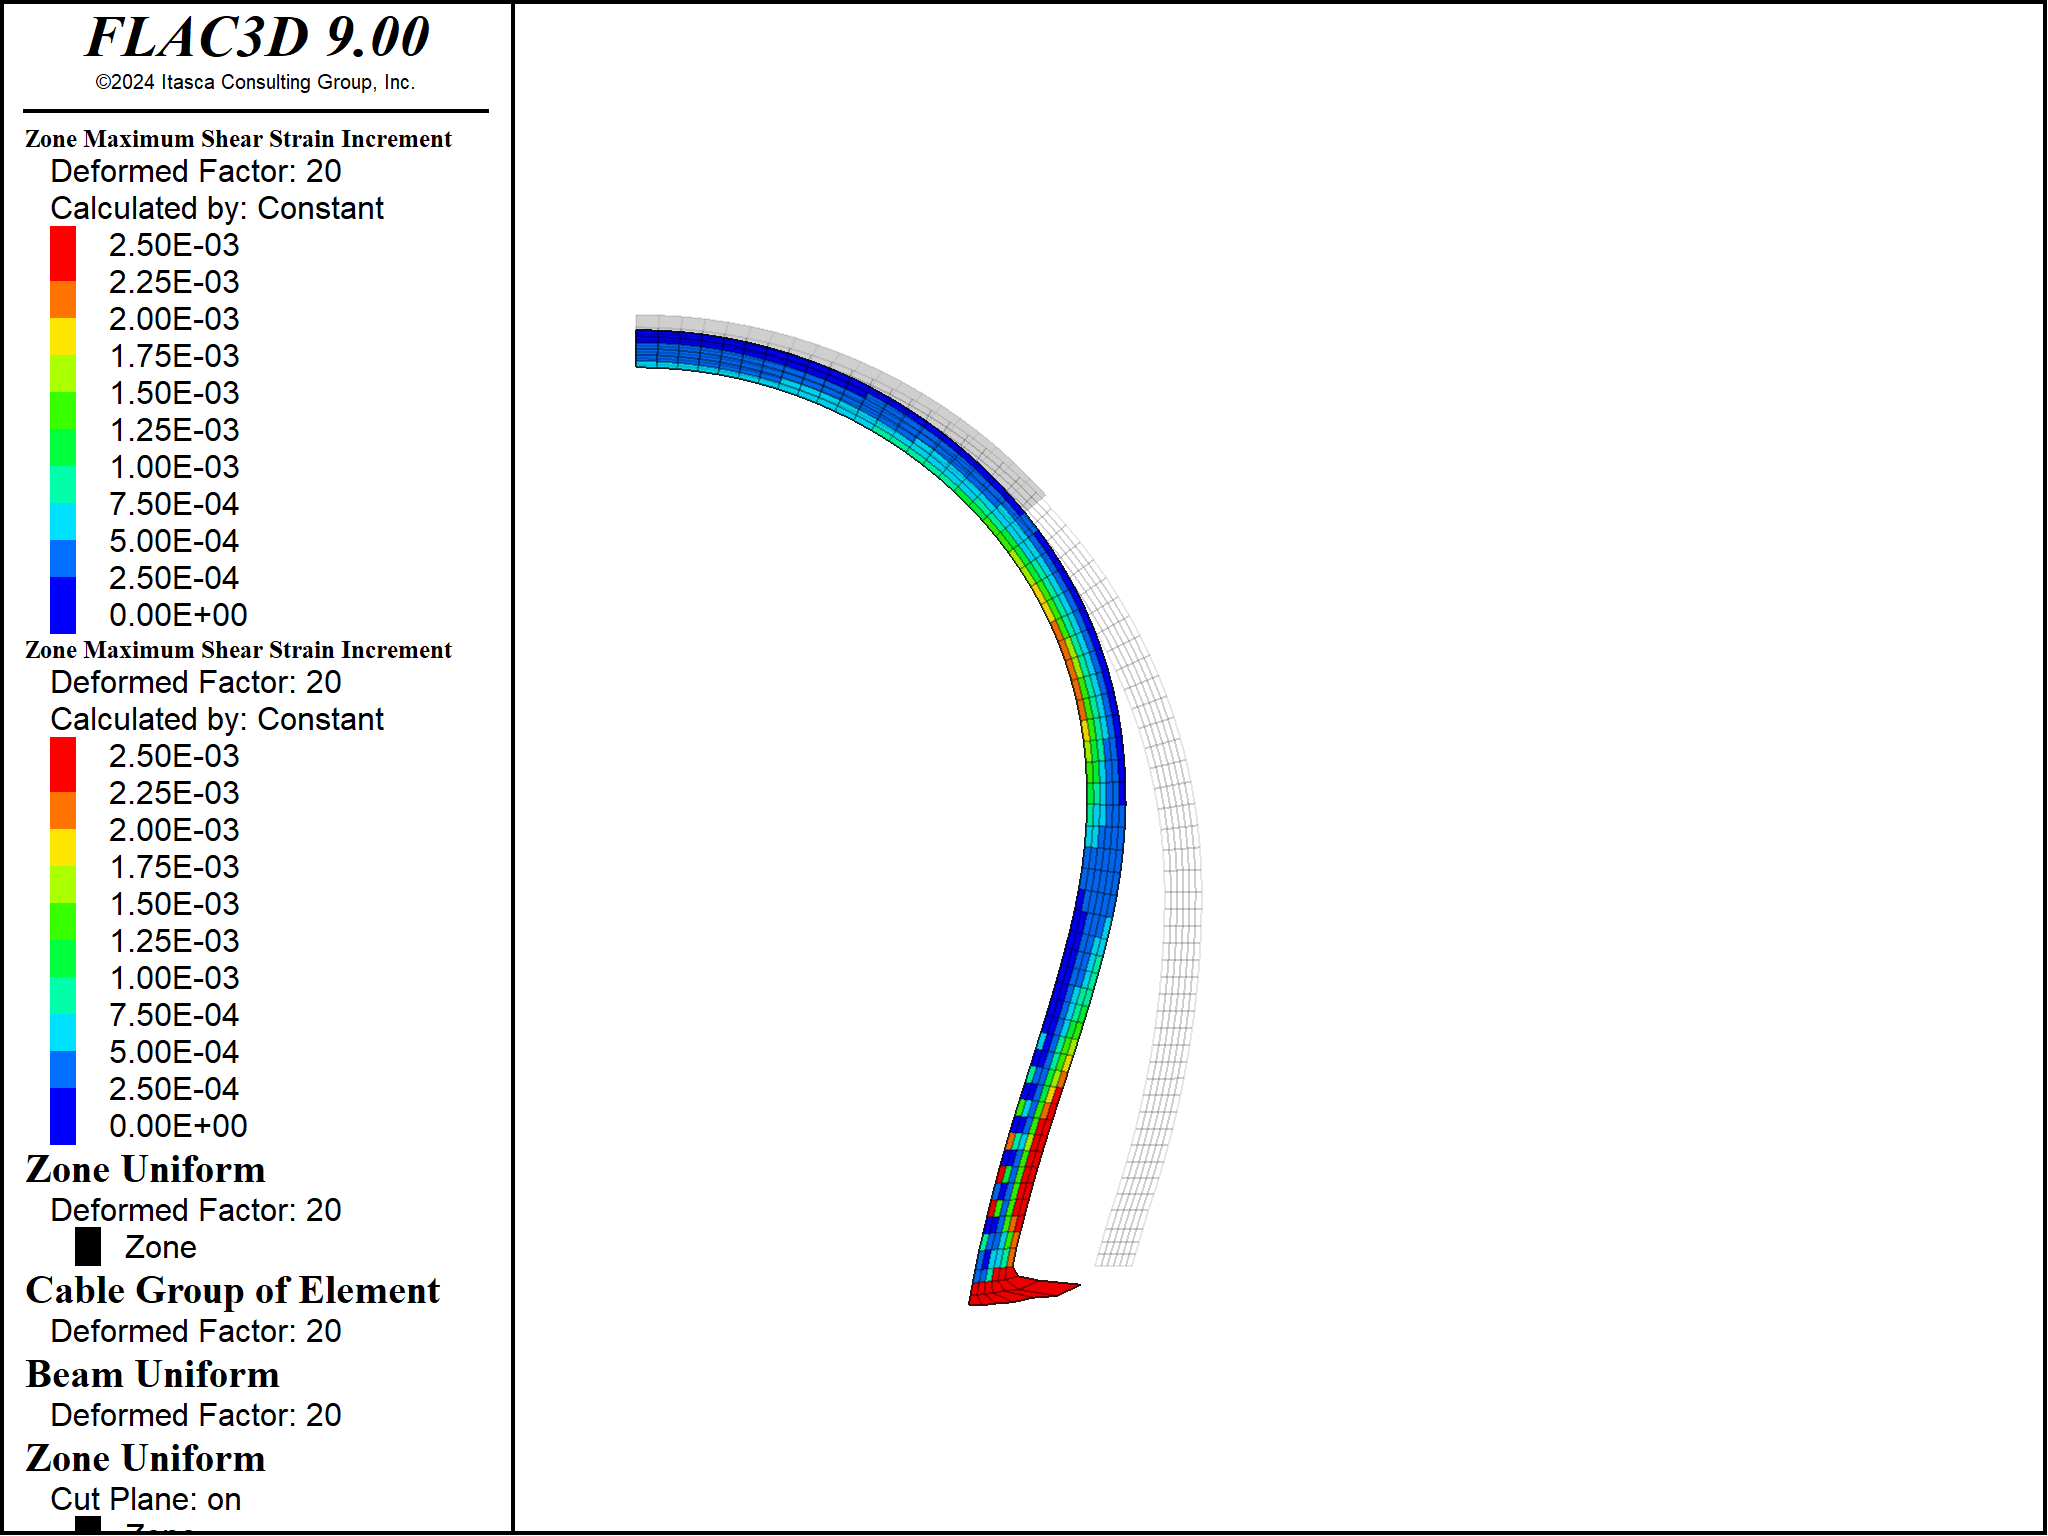 FLAC3D 9.00
©2024 Itasca Consulting Group, Inc.
Zone Maximum Shear Strain Increment
Deformed Factor: 20
Calculated by: Constant
2.50E-03
2.25E-03
2.00E-03
1.75E-03
1.50E-03
1.25E-03
1.00E-03
7.50E-04
5.00E-04
2.50E-04
0.00E+00
Zone Maximum Shear Strain Increment
Deformed Factor: 20
Calculated by: Constant
2.50E-03
2.25E-03
2.00E-03
1.75E-03
1.50E-03
1.25E-03
1.00E-03
7.50E-04
5.00E-04
2.50E-04
0.00E+00
Zone Uniform
Deformed Factor: 20
Zone
Cable Group of Element
Deformed Factor: 20
Beam Uniform
Deformed Factor: 20
Zone Uniform
Cut Plane: on